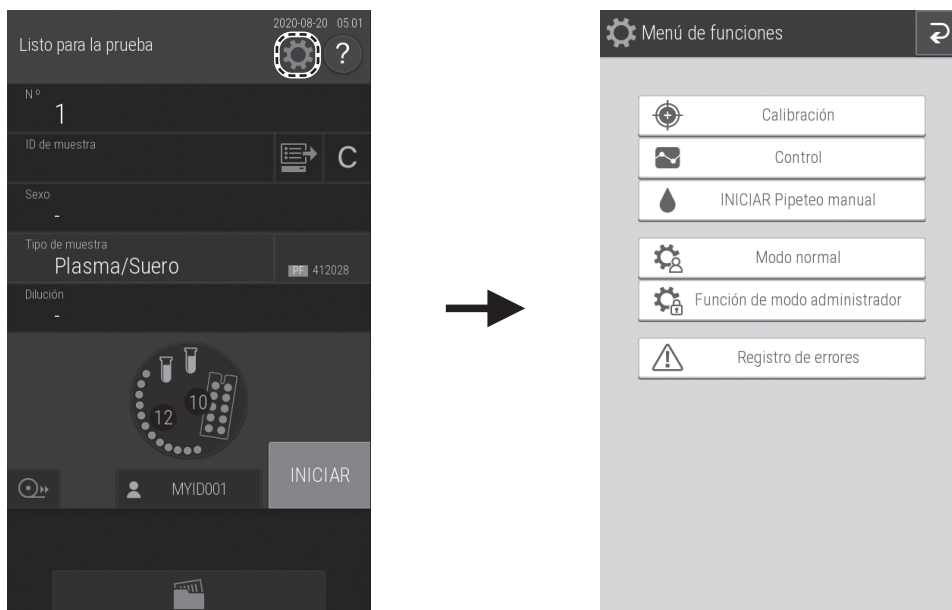 2020-08-20 05:01
Listo para la prueba
?
N.º
1
ID de muestra
C
Sexo
-
Tipo de muestra
Plasma/Suero
PF 412028
Dilución
-
10
12
INICIAR
MYID001
Menú de funciones
Calibración
Control
INICIAR Pipeteo manual
Modo normal
Función de modo administrador
Registro de errores